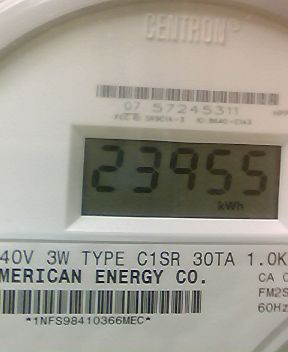 CENTRON®
07 57245311
23955
kWh
40V 3W TYPE C1SR 30TA 1.0K
MERICAN ENERGY CO. CA
FM2S
60Hz
*1NFS98410366MEC*